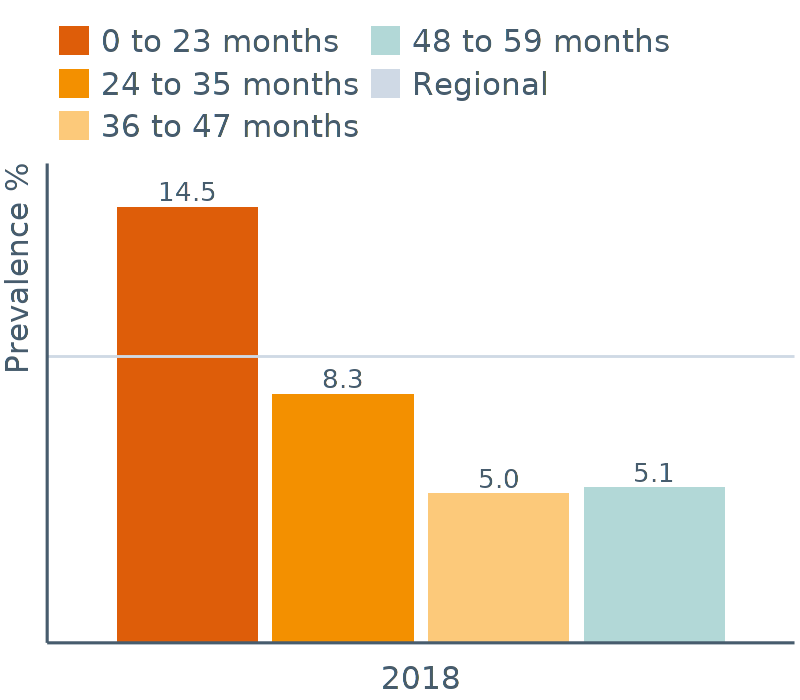 0 to 23 months
24 to 35 months
36 to 47 months
48 to 59 months
Regional
Prevalence %
14.5
8.3
5.0
5.1
2018